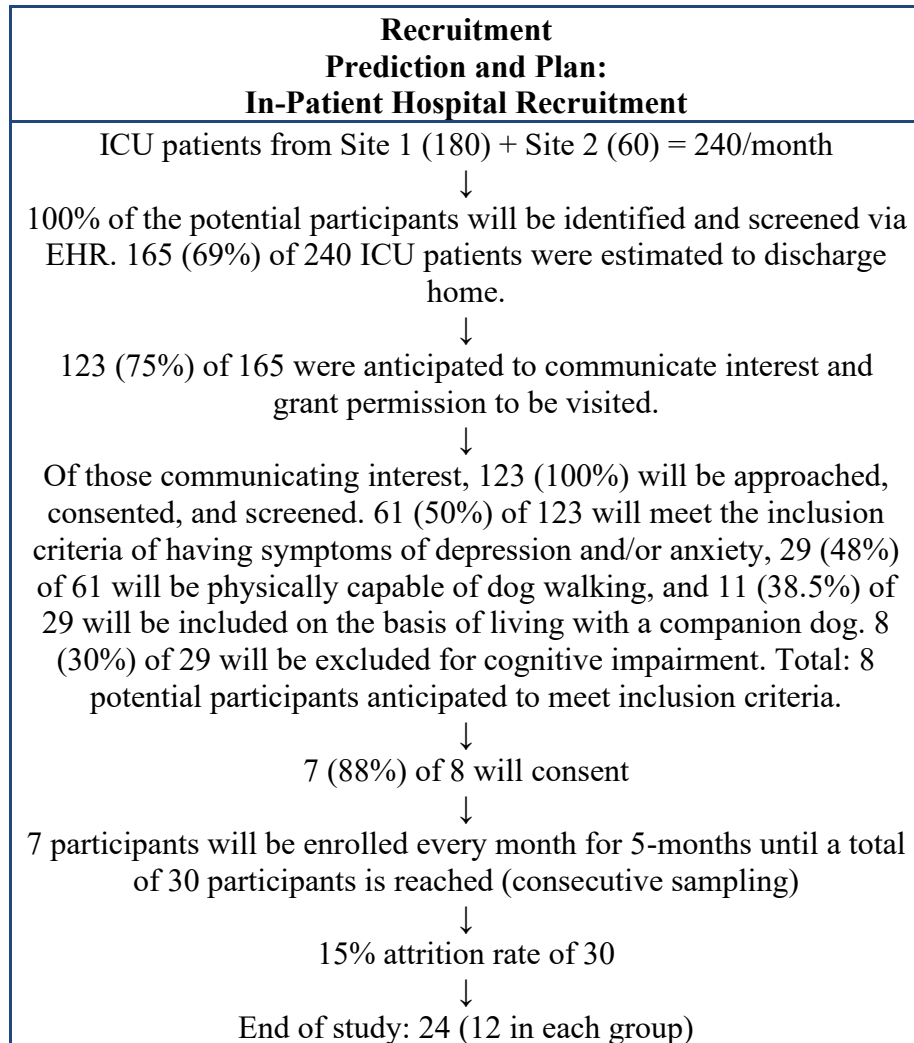 Recruitment
Prediction and Plan:
In-Patient Hospital Recruitment
ICU patients from Site 1 (180) + Site 2 (60) = 240/month
↓
100% of the potential participants will be identified and screened via
EHR. 165 (69%) of 240 ICU patients were estimated to discharge
home.
↓
123 (75%) of 165 were anticipated to communicate interest and
grant permission to be visited.
↓
Of those communicating interest, 123 (100%) will be approached,
consented, and screened. 61 (50%) of 123 will meet the inclusion
criteria of having symptoms of depression and/or anxiety, 29 (48%)
of 61 will be physically capable of dog walking, and 11 (38.5%) of
29 will be included on the basis of living with a companion dog. 8
(30%) of 29 will be excluded for cognitive impairment. Total: 8
potential participants anticipated to meet inclusion criteria.
↓
7 (88%) of 8 will consent
↓
7 participants will be enrolled every month for 5-months until a total
of 30 participants is reached (consecutive sampling)
↓
15% attrition rate of 30
↓
End of study: 24 (12 in each group)